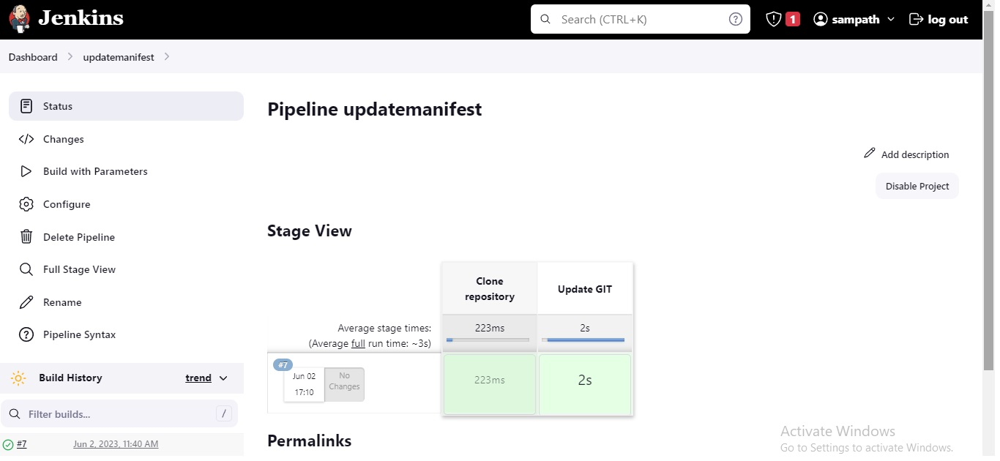 Jenkins
Search (CTRL+K)
1
sampath
log out
Dashboard
updatemanifest
Status
Changes
Build with Parameters
Configure
Delete Pipeline
Full Stage View
Rename
Pipeline Syntax
Build History
trend
Filter builds...
/
#7
Jun 2, 2023, 11:40 AM
Pipeline updatemanifest
Add description
Disable Project
Stage View
Clone
repository
Update GIT
Average stage times:
(Average full run time: ~3s)
223ms
2s
#7
Jun 02
17:10
No
Changes
223ms
2s
Permalinks
Activate Windows
Go to Settings to activate Windows.